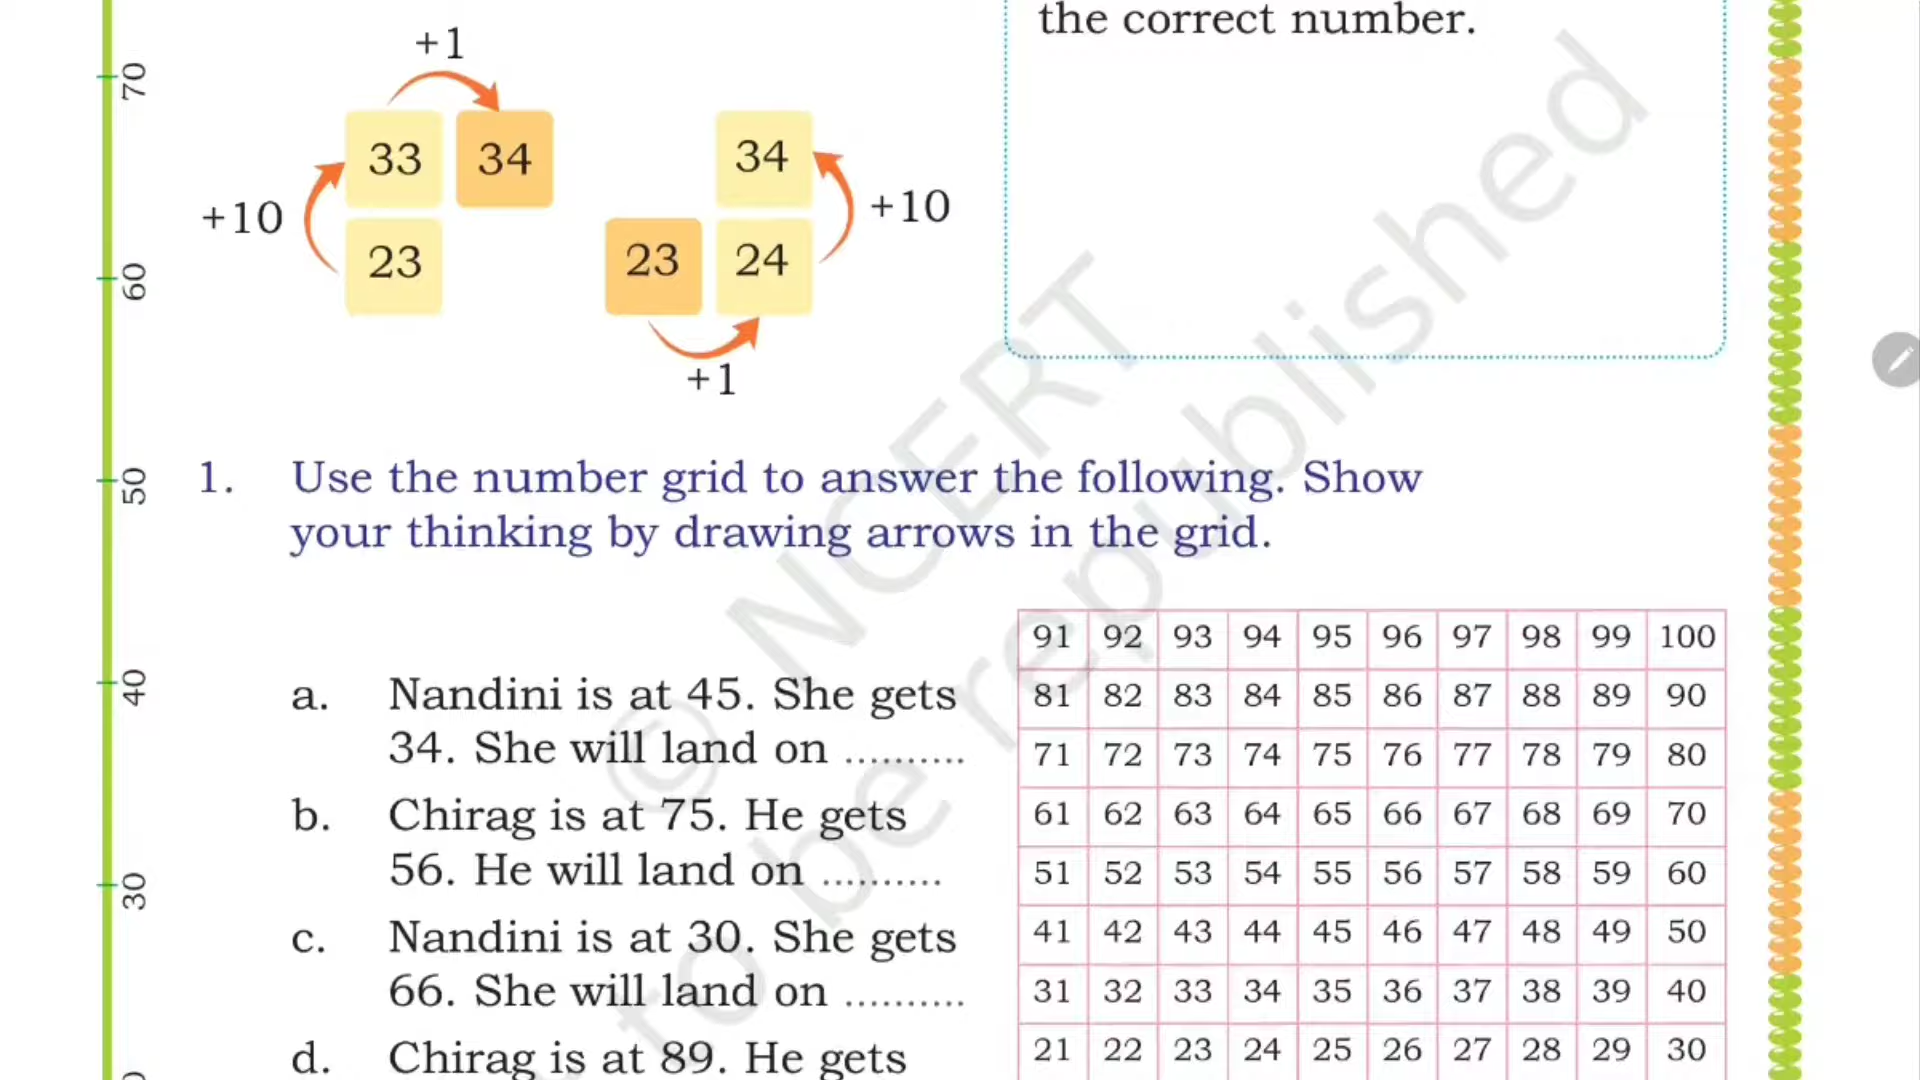 the correct number.
+1
33 34
+10
23
34
+10
23 24
+1
70
60
50
40
30
1. Use the number grid to answer the following. Show
your thinking by drawing arrows in the grid.
a. Nandini is at 45. She gets
34. She will land on ..........
b. Chirag is at 75. He gets
56. He will land on ..........
c. Nandini is at 30. She gets
66. She will land on ..........
d. Chirag is at 89. He gets
91 92 93 94 95 96 97 98 99 100
81 82 83 84 85 86 87 88 89 90
71 72 73 74 75 76 77 78 79 80
61 62 63 64 65 66 67 68 69 70
51 52 53 54 55 56 57 58 59 60
41 42 43 44 45 46 47 48 49 50
31 32 33 34 35 36 37 38 39 40
21 22 23 24 25 26 27 28 29 30
© NCERT
to be republished